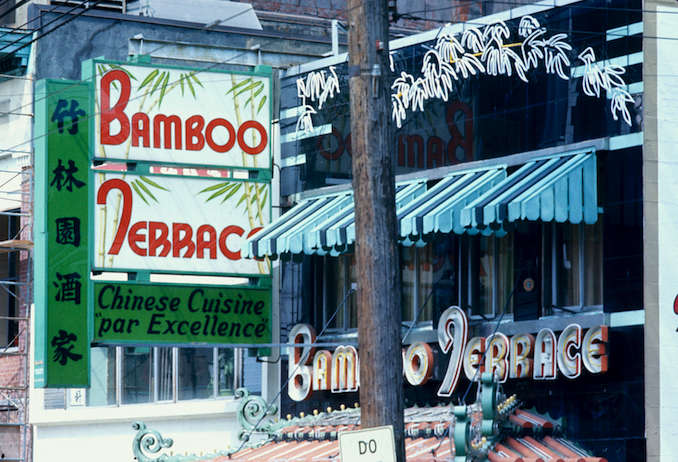 竹林園酒家
BAMBOO
TERRACE
Chinese Cuisine
"par Excellence"
BAMBOO TERRACE
DO